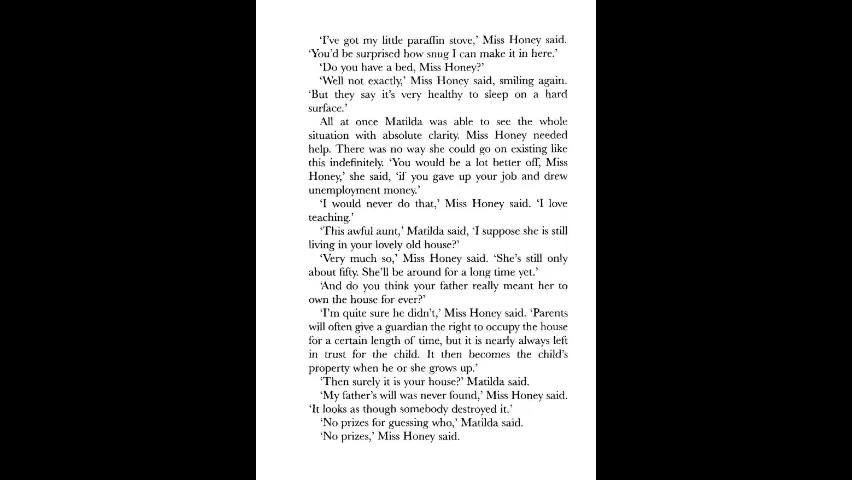 ‘I’ve got my little paraffin stove,’ Miss Honey said.
‘You’d be surprised how snug I can make it in here.’
‘Do you have a bed, Miss Honey?’
‘Well not exactly,’ Miss Honey said, smiling again.
‘But they say it’s very healthy to sleep on a hard
surface.’
All at once Matilda was able to see the whole
situation with absolute clarity. Miss Honey needed
help. There was no way she could go on existing like
this indefinitely. ‘You would be a lot better off, Miss
Honey,’ she said, ‘if you gave up your job and drew
unemployment money.’
‘I would never do that,’ Miss Honey said. ‘I love
teaching.’
‘This awful aunt,’ Matilda said, ‘I suppose she is still
living in your lovely old house?’
‘Very much so,’ Miss Honey said. ‘She’s still only
about fifty. She’ll be around for a long time yet.’
‘And do you think your father really meant her to
own the house for ever?’
‘I’m quite sure he didn’t,’ Miss Honey said. ‘Parents
will often give a guardian the right to occupy the house
for a certain length of time, but it is nearly always left
in trust for the child. It then becomes the child’s
property when he or she grows up.’
‘Then surely it is your house?’ Matilda said.
‘My father’s will was never found,’ Miss Honey said.
‘It looks as though somebody destroyed it.’
‘No prizes for guessing who,’ Matilda said.
‘No prizes,’ Miss Honey said.